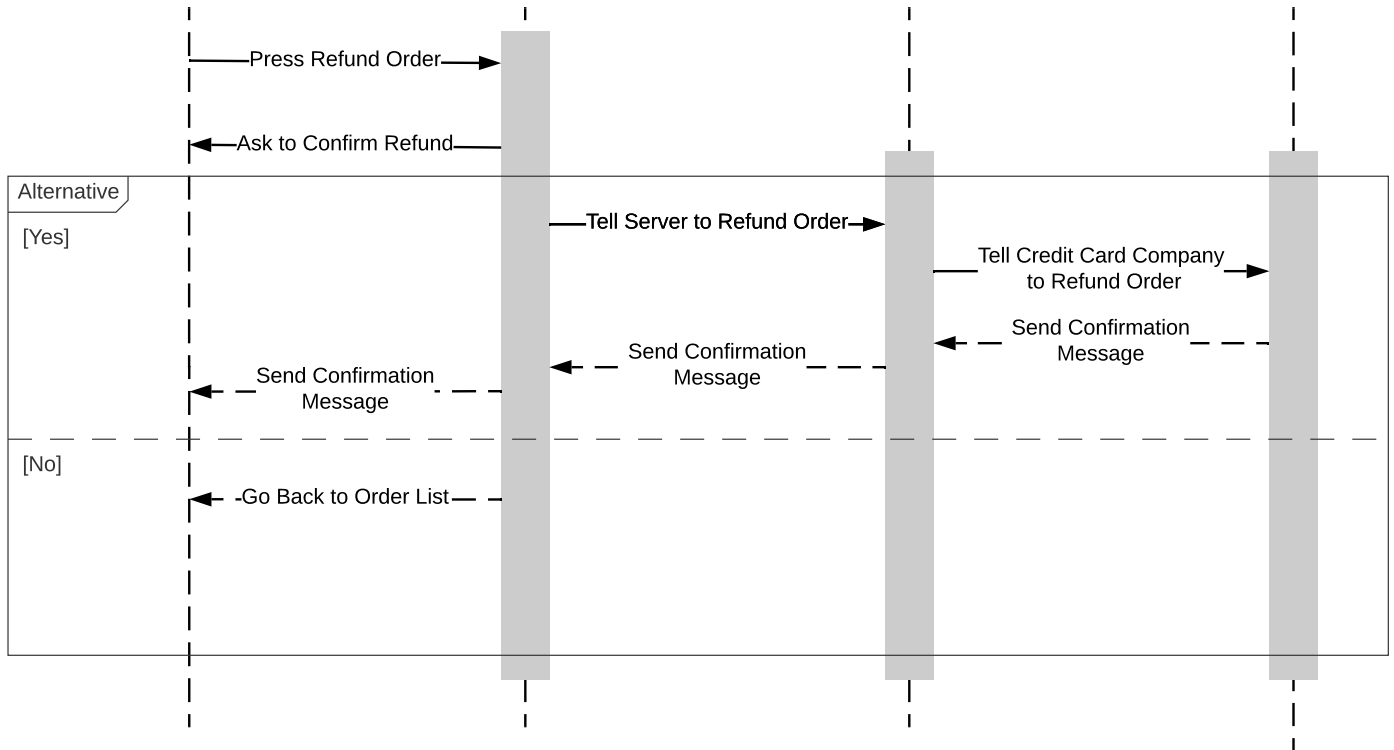 Press Refund Order
Ask to Confirm Refund
Alternative
[Yes]
Tell Server to Refund Order
Tell Credit Card Company
to Refund Order
Send Confirmation
Message
Send Confirmation
Message
Send Confirmation
Message
[No]
Go Back to Order List